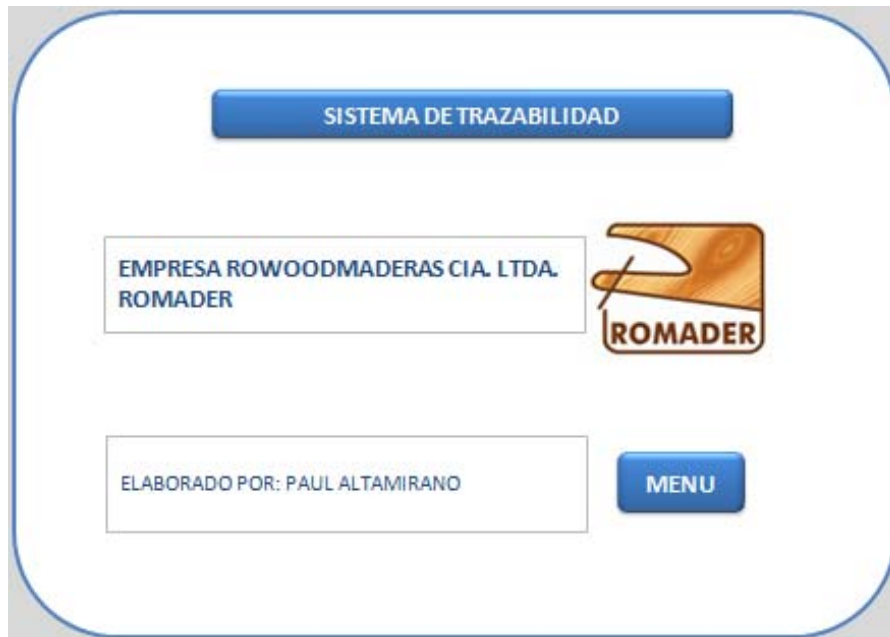 SISTEMA DE TRAZABILIDAD
EMPRESA ROWOODMADERAS CIA. LTDA.
ROMADER
ROMADER
ELABORADO POR: PAUL ALTAMIRANO
MENU